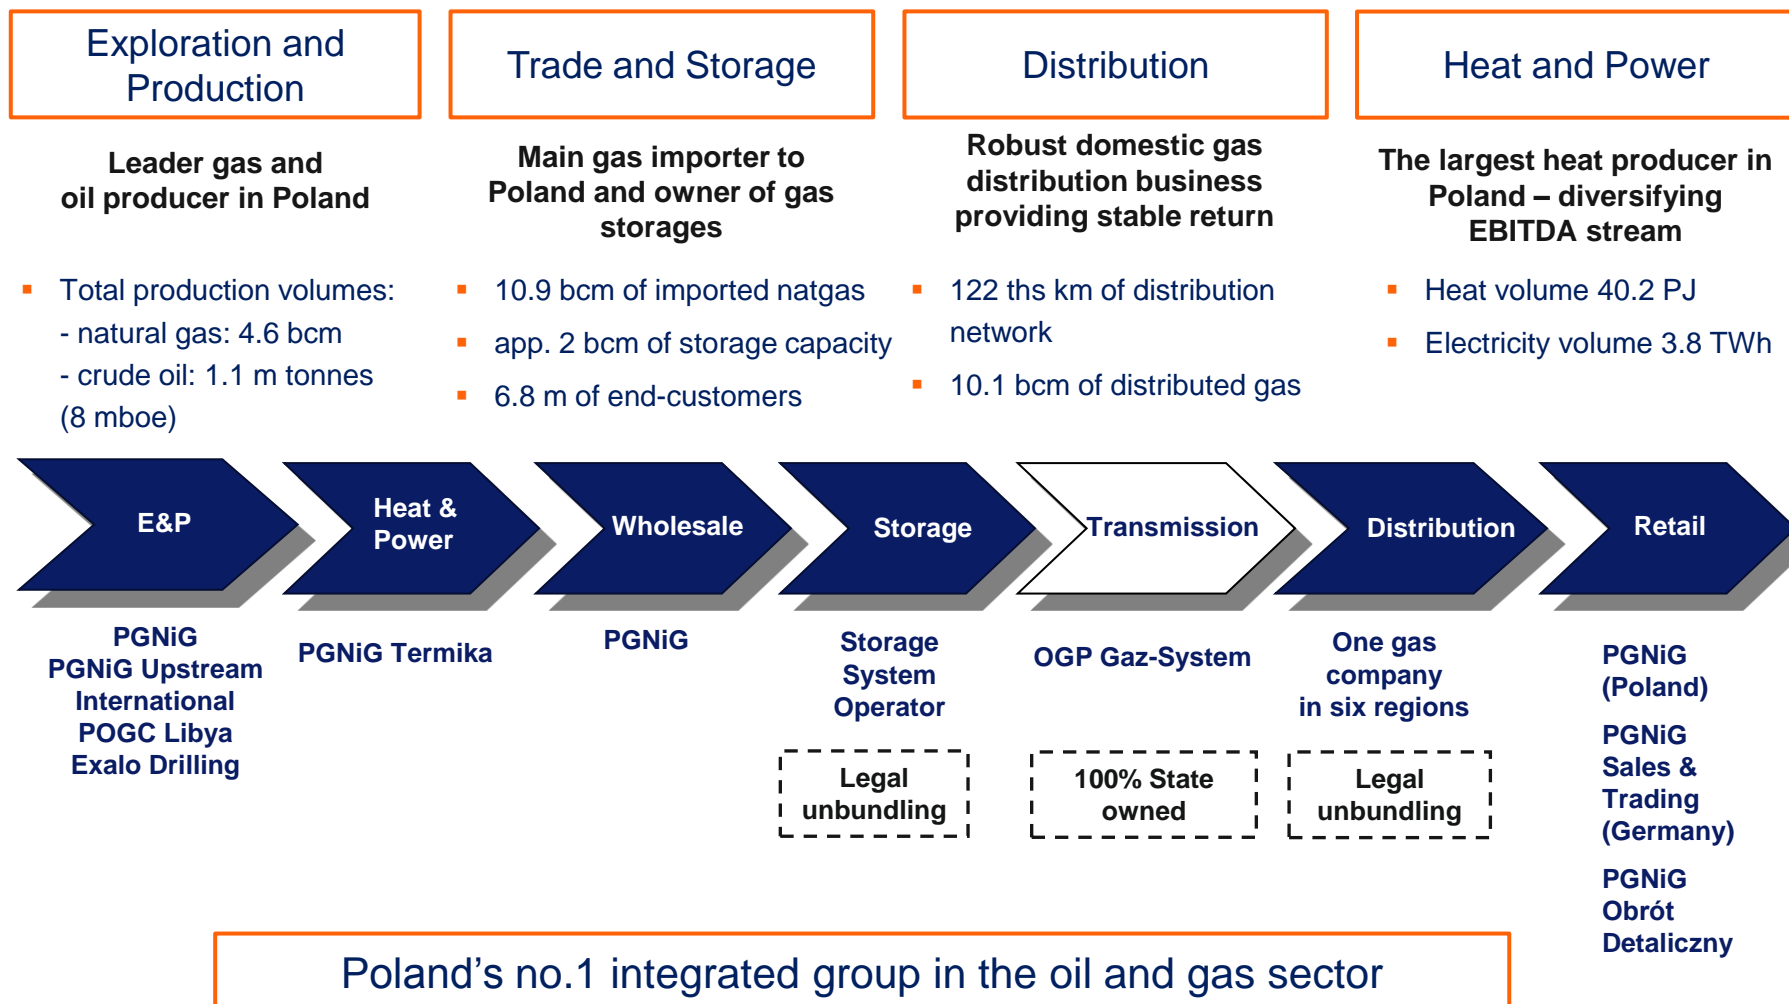 Exploration and
Production
Trade and Storage
Distribution
Heat and Power
Leader gas and
oil producer in Poland
Main gas importer to
Poland and owner of gas
storages
Robust domestic gas
distribution business
providing stable return
The largest heat producer in
Poland – diversifying
EBITDA stream
Total production volumes:
- natural gas: 4.6 bcm
- crude oil: 1.1 m tonnes
(8 mboe)
10.9 bcm of imported natgas
app. 2 bcm of storage capacity
6.8 m of end-customers
122 ths km of distribution
network
10.1 bcm of distributed gas
Heat volume 40.2 PJ
Electricity volume 3.8 TWh
E&P
Heat &
Power
Wholesale
Storage
Transmission
Distribution
Retail
PGNiG
PGNiG Upstream
International
POGC Libya
Exalo Drilling
PGNiG Termika
PGNiG
Storage
System
Operator
OGP Gaz-System
One gas
company
in six regions
PGNiG
(Poland)
PGNiG
Sales &
Trading
(Germany)
PGNiG
Obrót
Detaliczny
Legal
unbundling
100% State
owned
Legal
unbundling
Poland's no.1 integrated group in the oil and gas sector